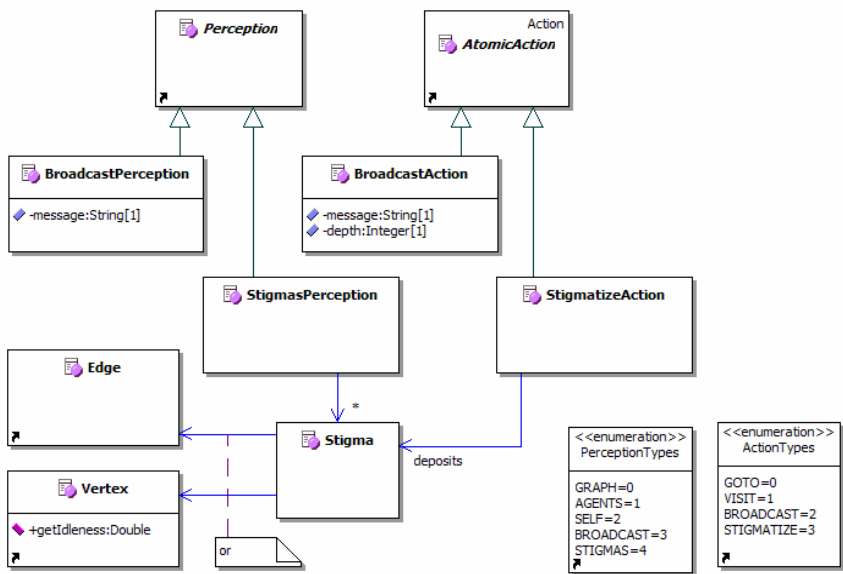 Perception
Action
AtomicAction
BroadcastPerception
-message:String[1]
BroadcastAction
-message:String[1]
-depth:Integer[1]
StigmasPerception
StigmatizeAction
Edge
*
Stigma
deposits
Vertex
+getIdleness:Double
or
<<enumeration>>
PerceptionTypes
GRAPH=0
AGENTS=1
SELF=2
BROADCAST=3
STIGMAS=4
<<enumeration>>
ActionTypes
GOTO=0
VISIT=1
BROADCAST=2
STIGMATIZE=3